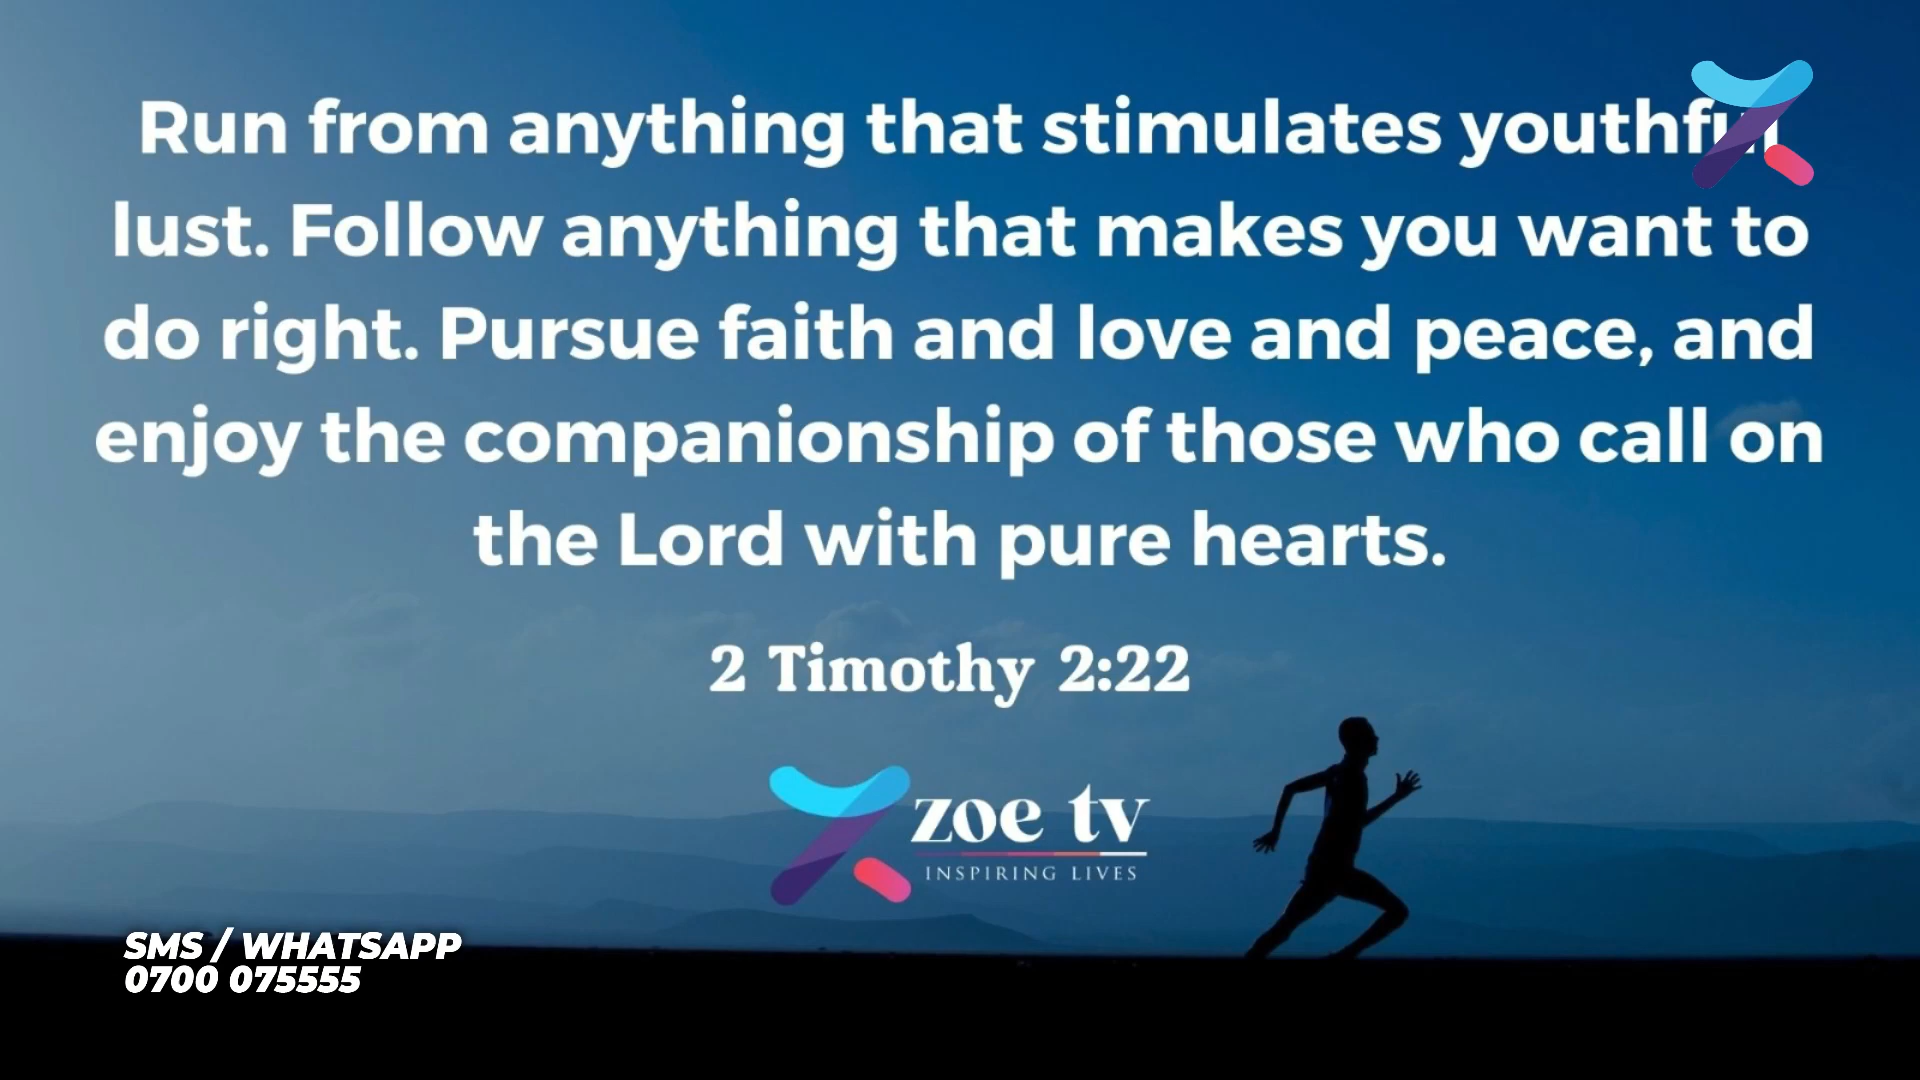 Run from anything that stimulates youthful
lust. Follow anything that makes you want to
do right. Pursue faith and love and peace, and
enjoy the companionship of those who call on
the Lord with pure hearts.
2 Timothy 2:22
zoe tv
INSPIRING LIVES
SMS / WHATSAPP
0700 075555